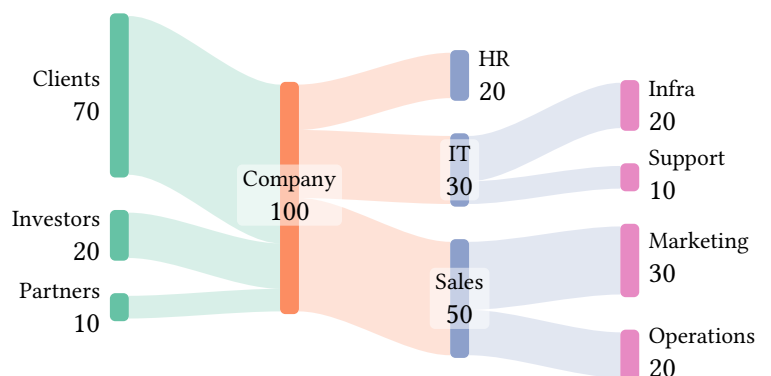 Clients
70
Investors
20
Partners
10
Company
100
HR
20
IT
30
Sales
50
Infra
20
Support
10
Marketing
30
Operations
20